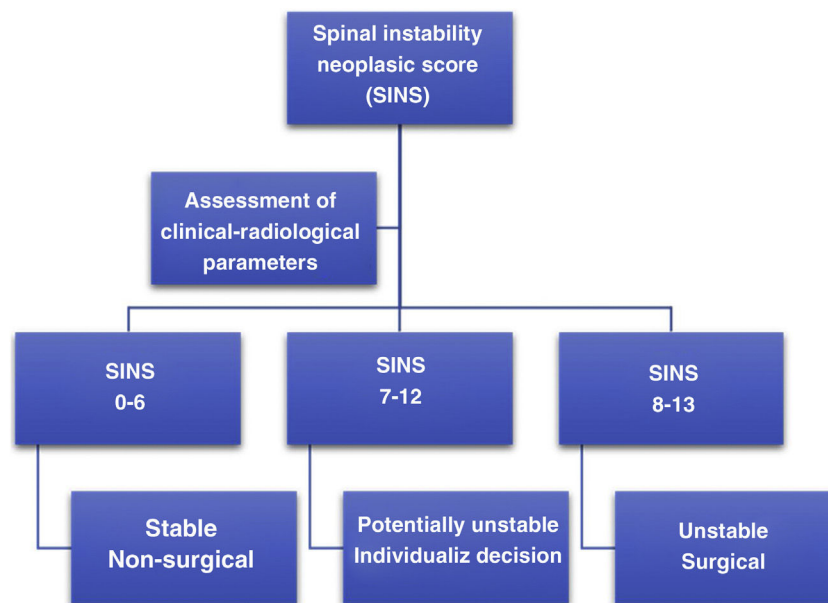 Spinal instability
neoplasic score
(SINS)
Assessment of
clinical-radiological
parameters
SINS
0-6
SINS
7-12
SINS
8-13
Stable
Non-surgical
Potentially unstable
Individualiz decision
Unstable
Surgical